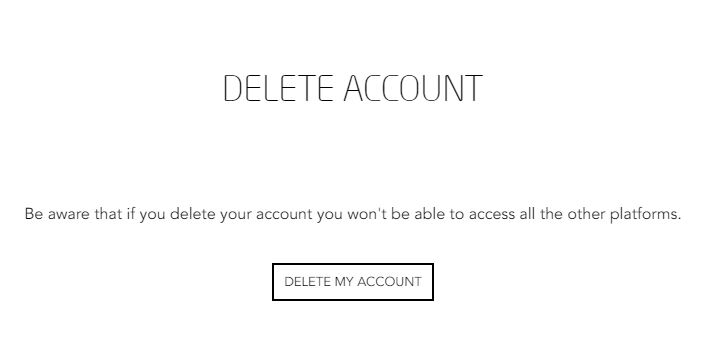 DELETE ACCOUNT
Be aware that if you delete your account you won't be able to access all the other platforms.
DELETE MY ACCOUNT